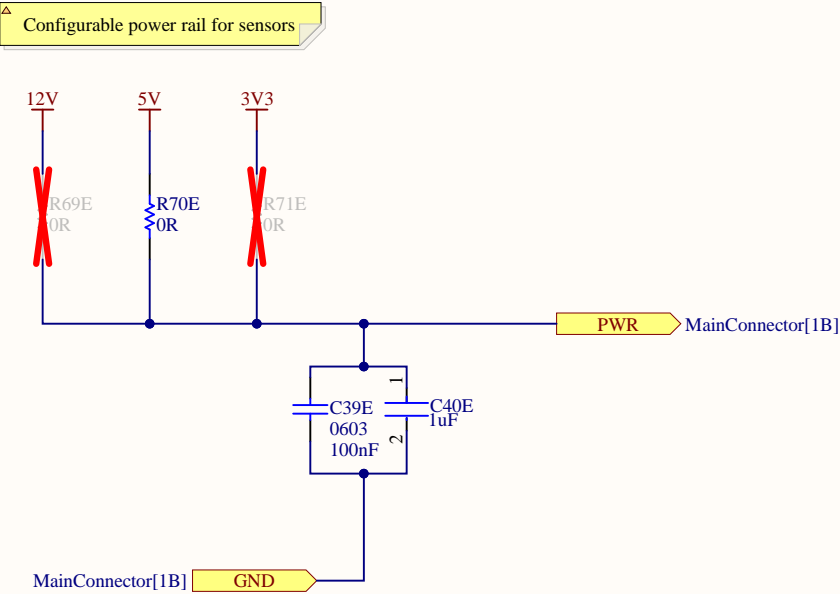 Configurable power rail for sensors
12V
5V
3V3
R69E
0R
R70E
0R
R71E
0R
PWR
MainConnector[1B]
1
C39E
0603
100nF
C40E
1uF
2
MainConnector[1B]
GND